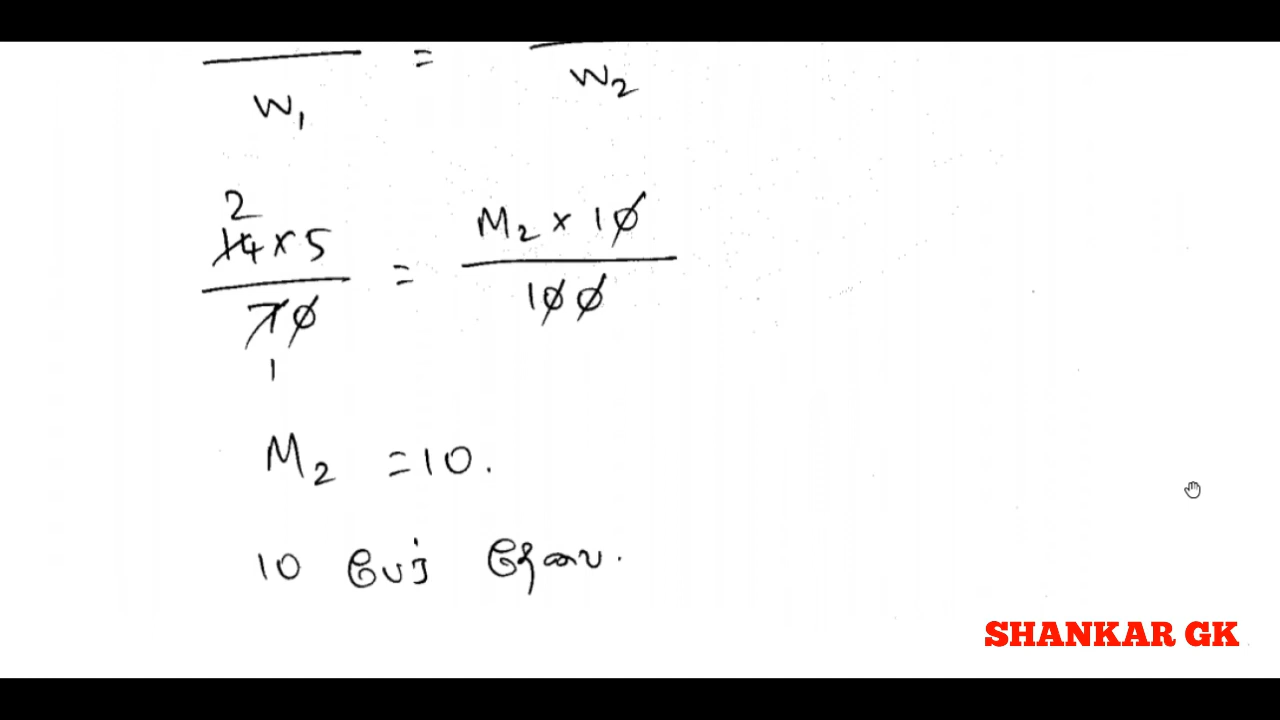 W₁ = W₂
2
14 x 5 = M₂ x 10
70 100
1
M₂ = 10.
10 பேர் தேவை.
SHANKAR GK